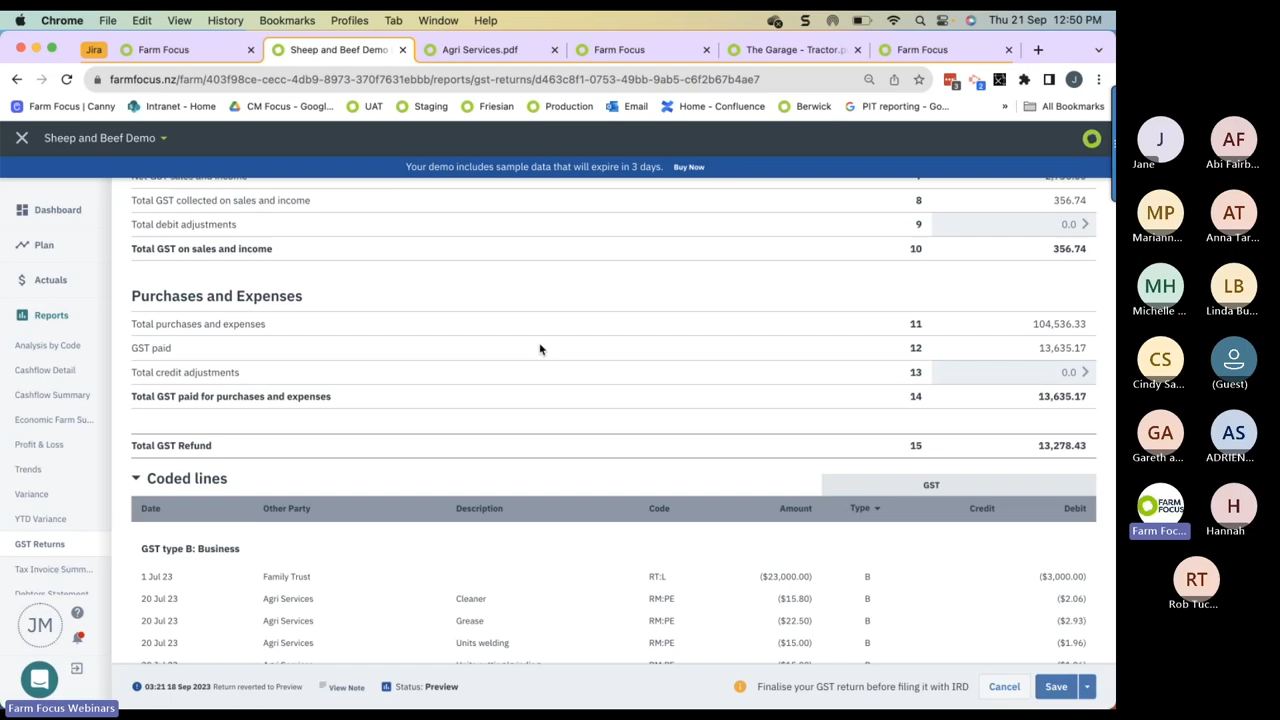 Chrome File Edit View History Bookmarks Profiles Tab Window Help Thu 21 Sep 12:50 PM
Jira Farm Focus Sheep and Beef Demo Agri Services.pdf Farm Focus The Garage - Tractor.p Farm Focus
farmfocus.nz/farm/403f98ce-cecc-4db9-8973-370f7631ebbb/reports/gst-returns/d463c8f1-0753-49bb-9ab5-c6f2b67b4ae7
Farm Focus | Canny Intranet - Home CM Focus - Googl... UAT Staging Friesian Production Email Home - Confluence Berwick PIT reporting - Go... » All Bookmarks
Sheep and Beef Demo
Your demo includes sample data that will expire in 3 days. Buy Now
Dashboard
Plan
Actuals
Reports
Analysis by Code
Cashflow Detail
Cashflow Summary
Economic Farm Su...
Profit & Loss
Trends
Variance
YTD Variance
GST Returns
Tax Invoice Summ...
JM
Total GST collected on sales and income 8 356.74
Total debit adjustments 9 0.0
Total GST on sales and income 10 356.74
Purchases and Expenses
Total purchases and expenses 11 104,536.33
GST paid 12 13,635.17
Total credit adjustments 13 0.0
Total GST paid for purchases and expenses 14 13,635.17
Total GST Refund 15 13,278.43
Coded lines
GST
Date Other Party Description Code Amount Type Credit Debit
GST type B: Business
1 Jul 23 Family Trust RT:L ($23,000.00) B ($3,000.00)
20 Jul 23 Agri Services Cleaner RM:PE ($15.80) B ($2.06)
20 Jul 23 Agri Services Grease RM:PE ($22.50) B ($2.93)
20 Jul 23 Agri Services Units welding RM:PE ($15.00) B ($1.96)
03:21 18 Sep 2023 Return reverted to Preview View Note Status: Preview Finalise your GST return before filing it with IRD Cancel Save
Farm Focus Webinars
J AF
Jane Abi Fairb...
MP AT
Mariann... Anna Tar...
MH LB
Michelle ... Linda Bu...
CS
Cindy Sa... (Guest)
GA AS
Gareth a... ADRIEN...
FARM FOCUS H
Farm Foc... Hannah
RT
Rob Tuc...